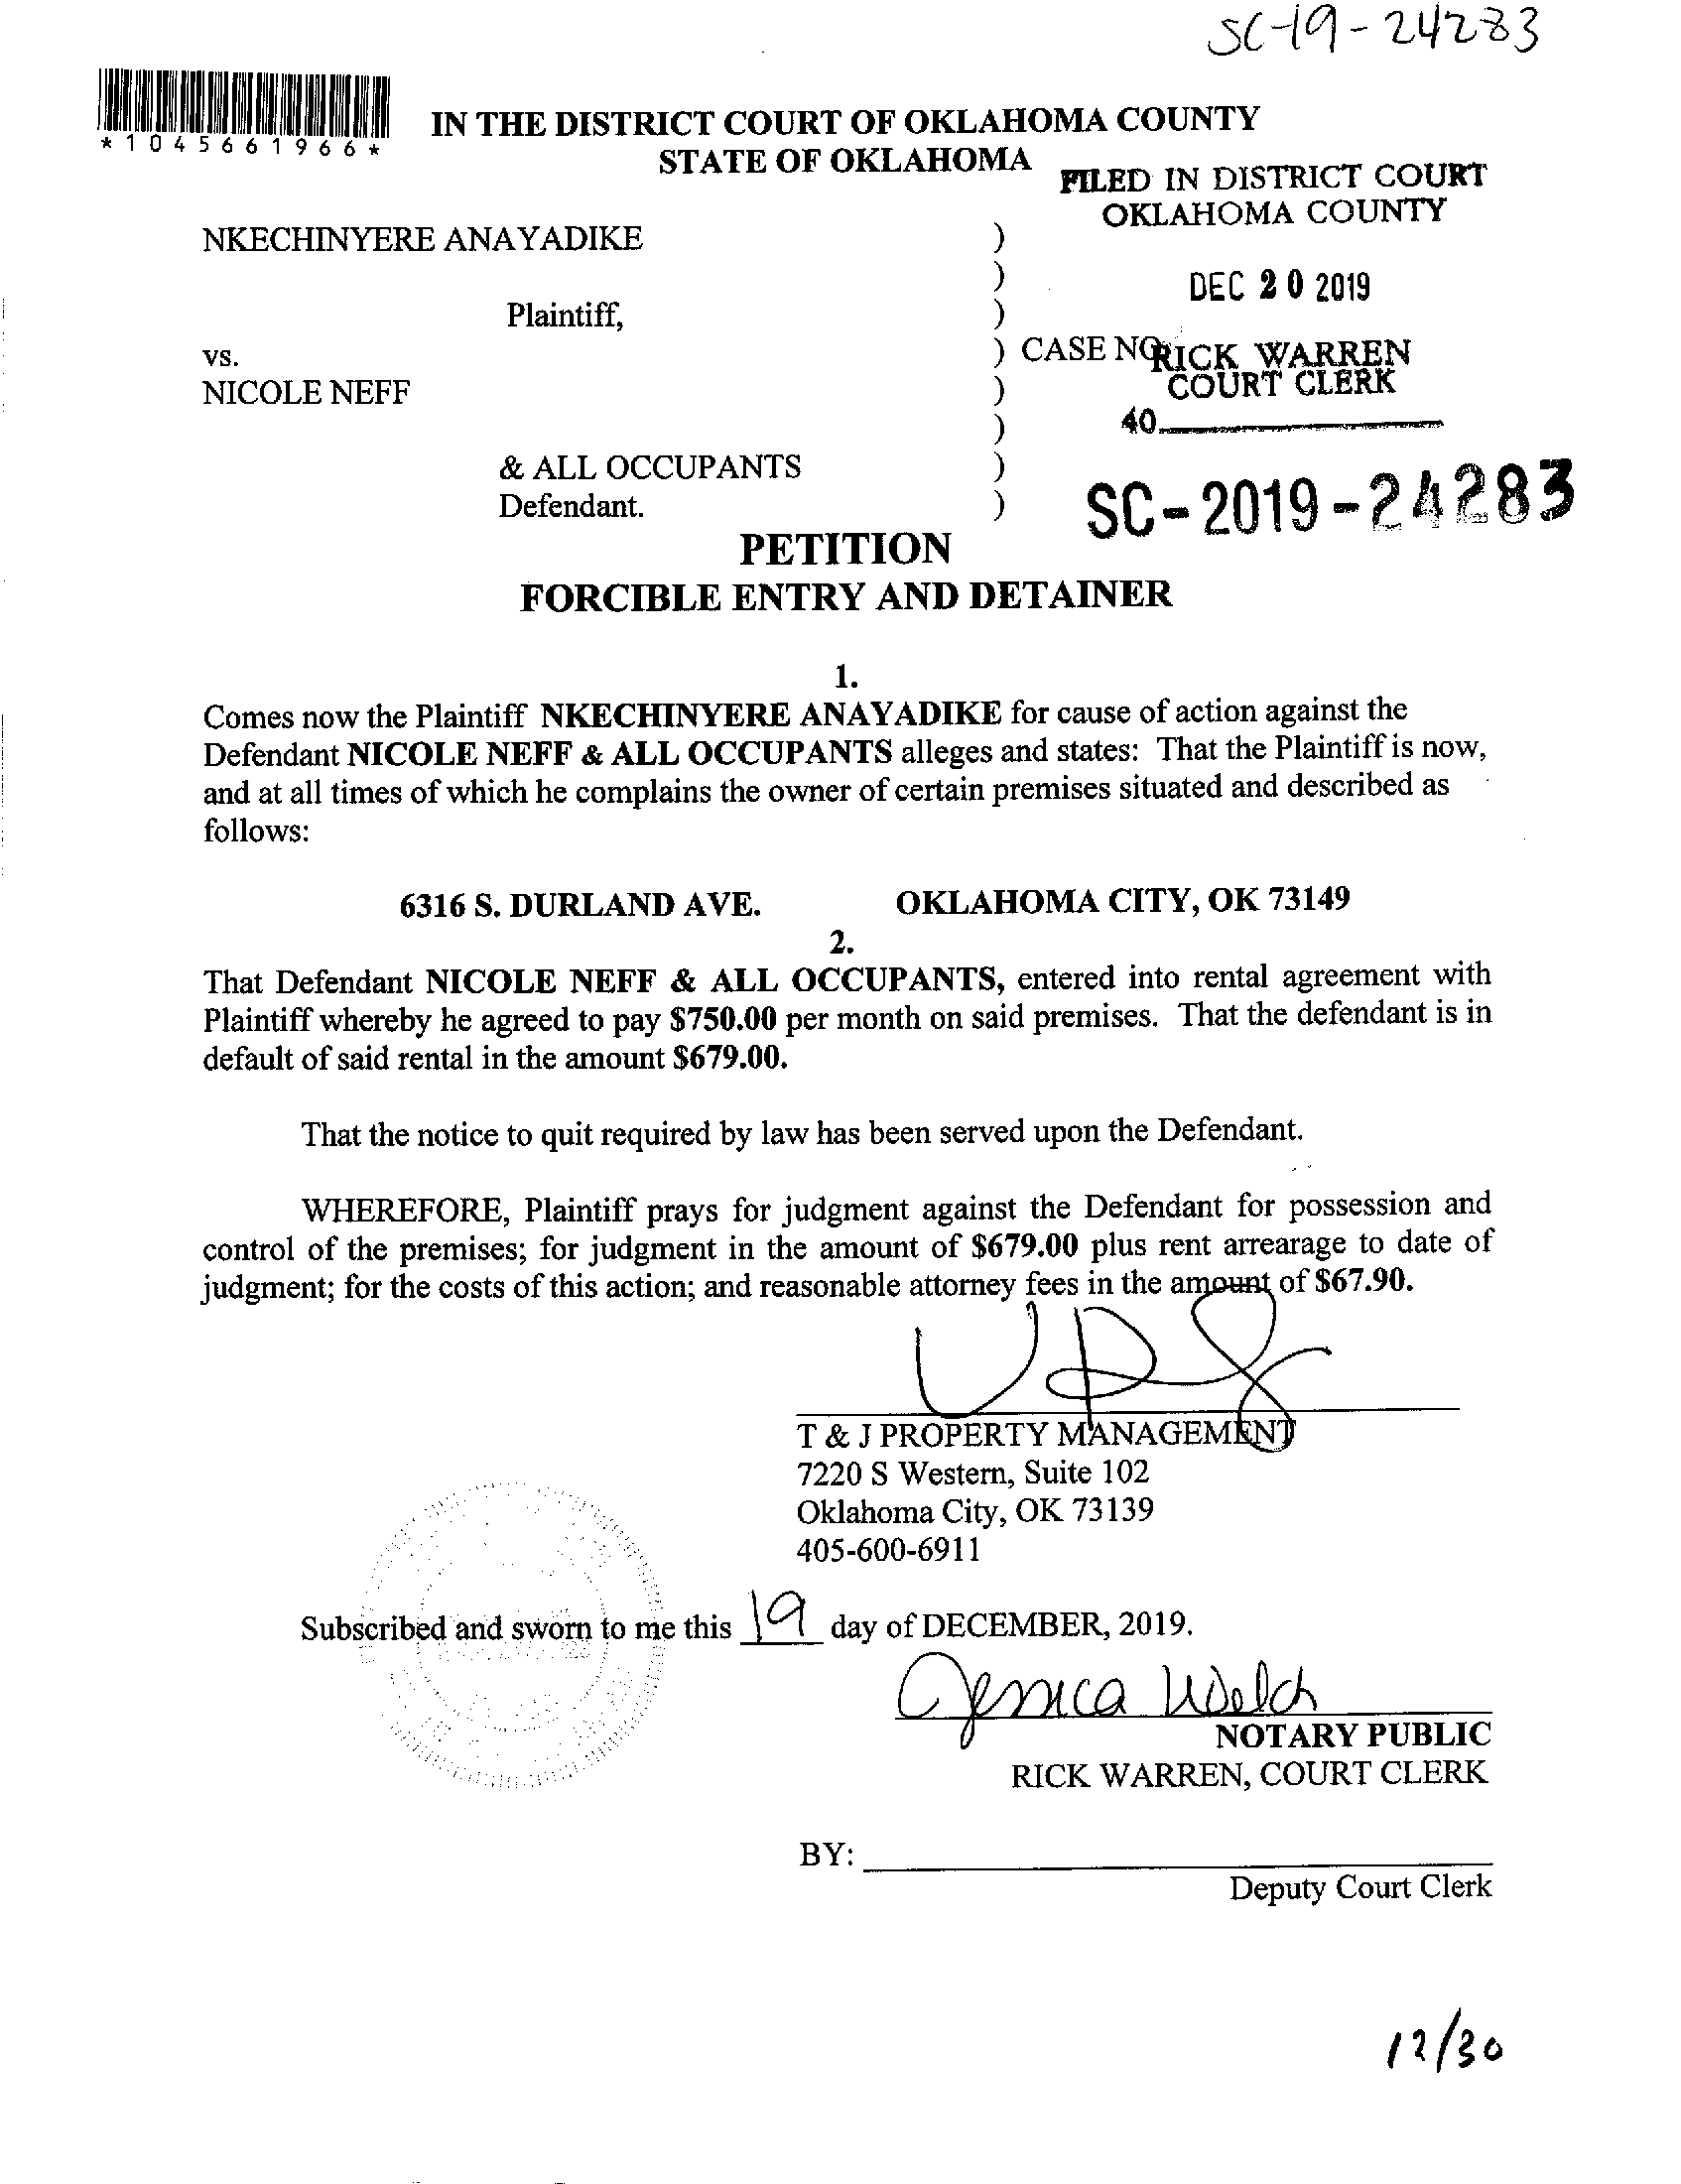 SC-19-24283
*1045661966*
IN THE DISTRICT COURT OF OKLAHOMA COUNTY
STATE OF OKLAHOMA
FILED IN DISTRICT COURT
OKLAHOMA COUNTY
NKECHINYERE ANAYADIKE )
)
DEC 20 2019
Plaintiff, )
vs. ) CASE NO
RICK WARREN
COURT CLERK
NICOLE NEFF )
)
40
& ALL OCCUPANTS )
Defendant. )
SC-2019-24283
PETITION
FORCIBLE ENTRY AND DETAINER
1.
Comes now the Plaintiff NKECHINYERE ANAYADIKE for cause of action against the
Defendant NICOLE NEFF & ALL OCCUPANTS alleges and states: That the Plaintiff is now,
and at all times of which he complains the owner of certain premises situated and described as
follows:
6316 S. DURLAND AVE. OKLAHOMA CITY, OK 73149
2.
That Defendant NICOLE NEFF & ALL OCCUPANTS, entered into rental agreement with
Plaintiff whereby he agreed to pay $750.00 per month on said premises. That the defendant is in
default of said rental in the amount $679.00.
That the notice to quit required by law has been served upon the Defendant.
WHEREFORE, Plaintiff prays for judgment against the Defendant for possession and
control of the premises; for judgment in the amount of $679.00 plus rent arrearage to date of
judgment; for the costs of this action; and reasonable attorney fees in the amount of $67.90.
T & J PROPERTY MANAGEMENT
7220 S Western, Suite 102
Oklahoma City, OK 73139
405-600-6911
Subscribed and sworn to me this 19 day of DECEMBER, 2019.
Jessica Welch
NOTARY PUBLIC
RICK WARREN, COURT CLERK
BY:
Deputy Court Clerk
12/30